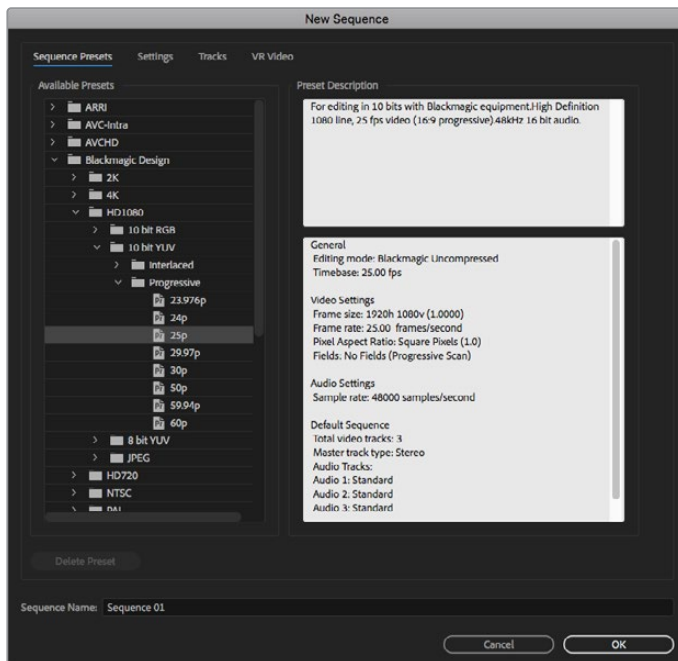 New Sequence
Sequence Presets Settings Tracks VR Video
Available Presets
ARRI
AVC-Intra
AVCHD
Blackmagic Design
2K
4K
HD1080
10 bit RGB
10 bit YUV
Interlaced
Progressive
23.976p
24p
25p
29.97p
30p
50p
59.94p
60p
8 bit YUV
JPEG
HD720
NTSC
PAL
Delete Preset
Preset Description
For editing in 10 bits with Blackmagic equipment.High Definition
1080 line, 25 fps video (16:9 progressive).48kHz 16 bit audio.
General
Editing mode: Blackmagic Uncompressed
Timebase: 25.00 fps
Video Settings
Frame size: 1920h 1080v (1.0000)
Frame rate: 25.00 frames/second
Pixel Aspect Ratio: Square Pixels (1.0)
Fields: No Fields (Progressive Scan)
Audio Settings
Sample rate: 48000 samples/second
Default Sequence
Total video tracks: 3
Master track type: Stereo
Audio Tracks:
Audio 1: Standard
Audio 2: Standard
Audio 3: Standard
Sequence Name: Sequence 01
Cancel OK